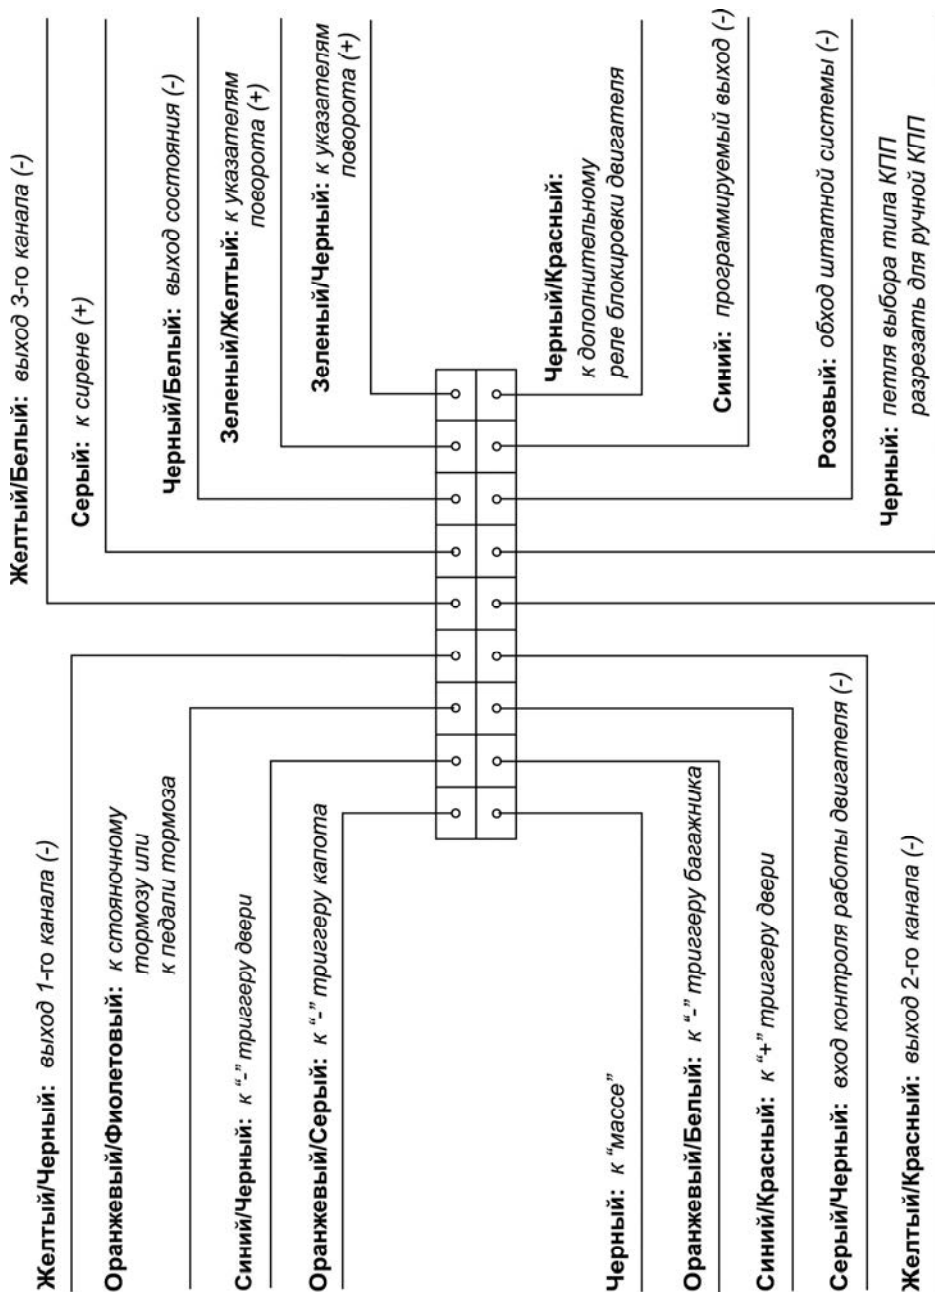 Желтый/Черный: выход 1-го канала (-)
Оранжевый/Фиолетовый: к стояночному
тормозу или
к педали тормоза
Синий/Черный: к “-” триггеру двери
Оранжевый/Серый: к “-” триггеру капота
Черный: к “массе”
Оранжевый/Белый: к “-” триггеру багажника
Синий/Красный: к “+” триггеру двери
Серый/Черный: вход контроля работы двигателя (-)
Желтый/Красный: выход 2-го канала (-)
Желтый/Белый: выход 3-го канала (-)
Серый: к сирене (+)
Черный/Белый: выход состояния (-)
Зеленый/Желтый: к указателям
поворота (+)
Зеленый/Черный: к указателям
поворота (+)
Черный/Красный:
к дополнительному
реле блокировки двигателя
Синий: программируемый выход (-)
Розовый: обход штатной системы (-)
Черный: петля выбора типа КПП
разрезать для ручной КПП